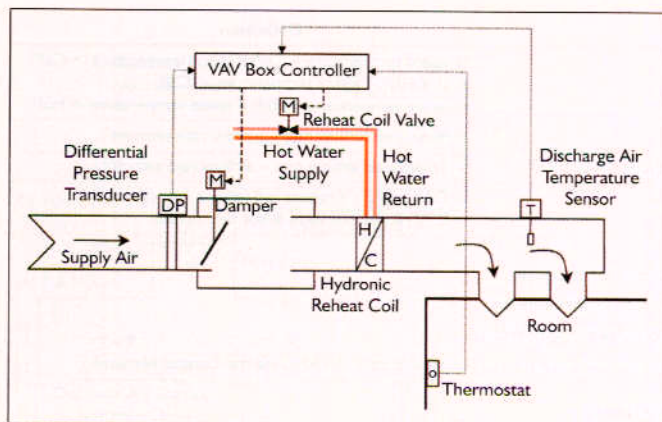 VAV Box Controller
M
Reheat Coil Valve
Differential
Pressure
Transducer
Hot Water
Supply
Hot
Water
Return
Discharge Air
Temperature
Sensor
M
DP
Damper
T
Supply Air
H
C
Hydronic
Reheat Coil
Room
Thermostat